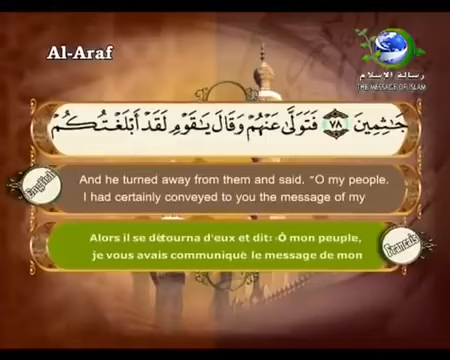 Al-Araf
رسالة الإسلام
THE MESSAGE OF ISLAM
جَٰثِمِينَ ٧٨ فَتَوَلَّىٰ عَنْهُمْ وَقَالَ يَٰقَوْمِ لَقَدْ أَبْلَغْتُكُمْ
English
And he turned away from them and said. "O my people.
I had certainly conveyed to you the message of my
Alors il se détourna d'eux et dit: «Ô mon peuple,
je vous avais communiqué le message de mon
Français